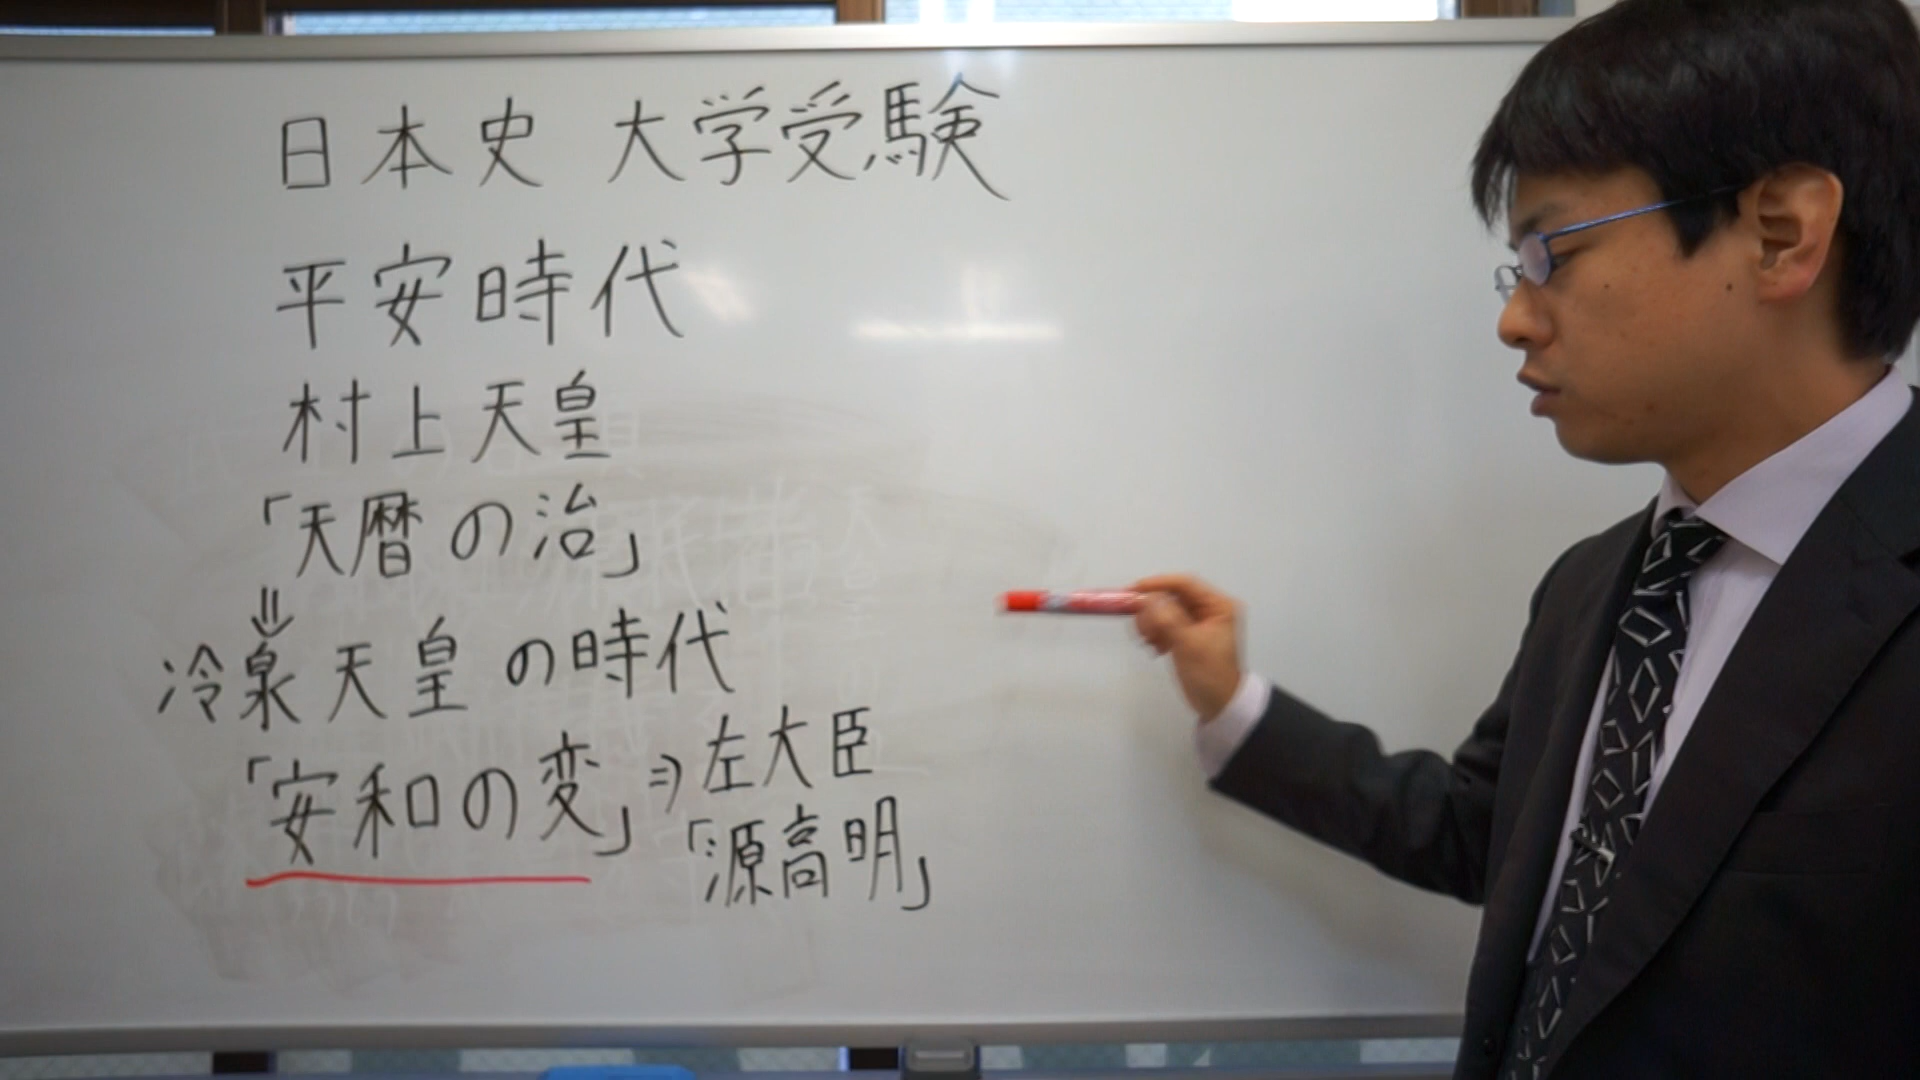 日本史 大学受験
平安時代
村上天皇
「天暦の治」
⇓
冷泉天皇の時代
「安和の変」⇒左大臣
「源高明」